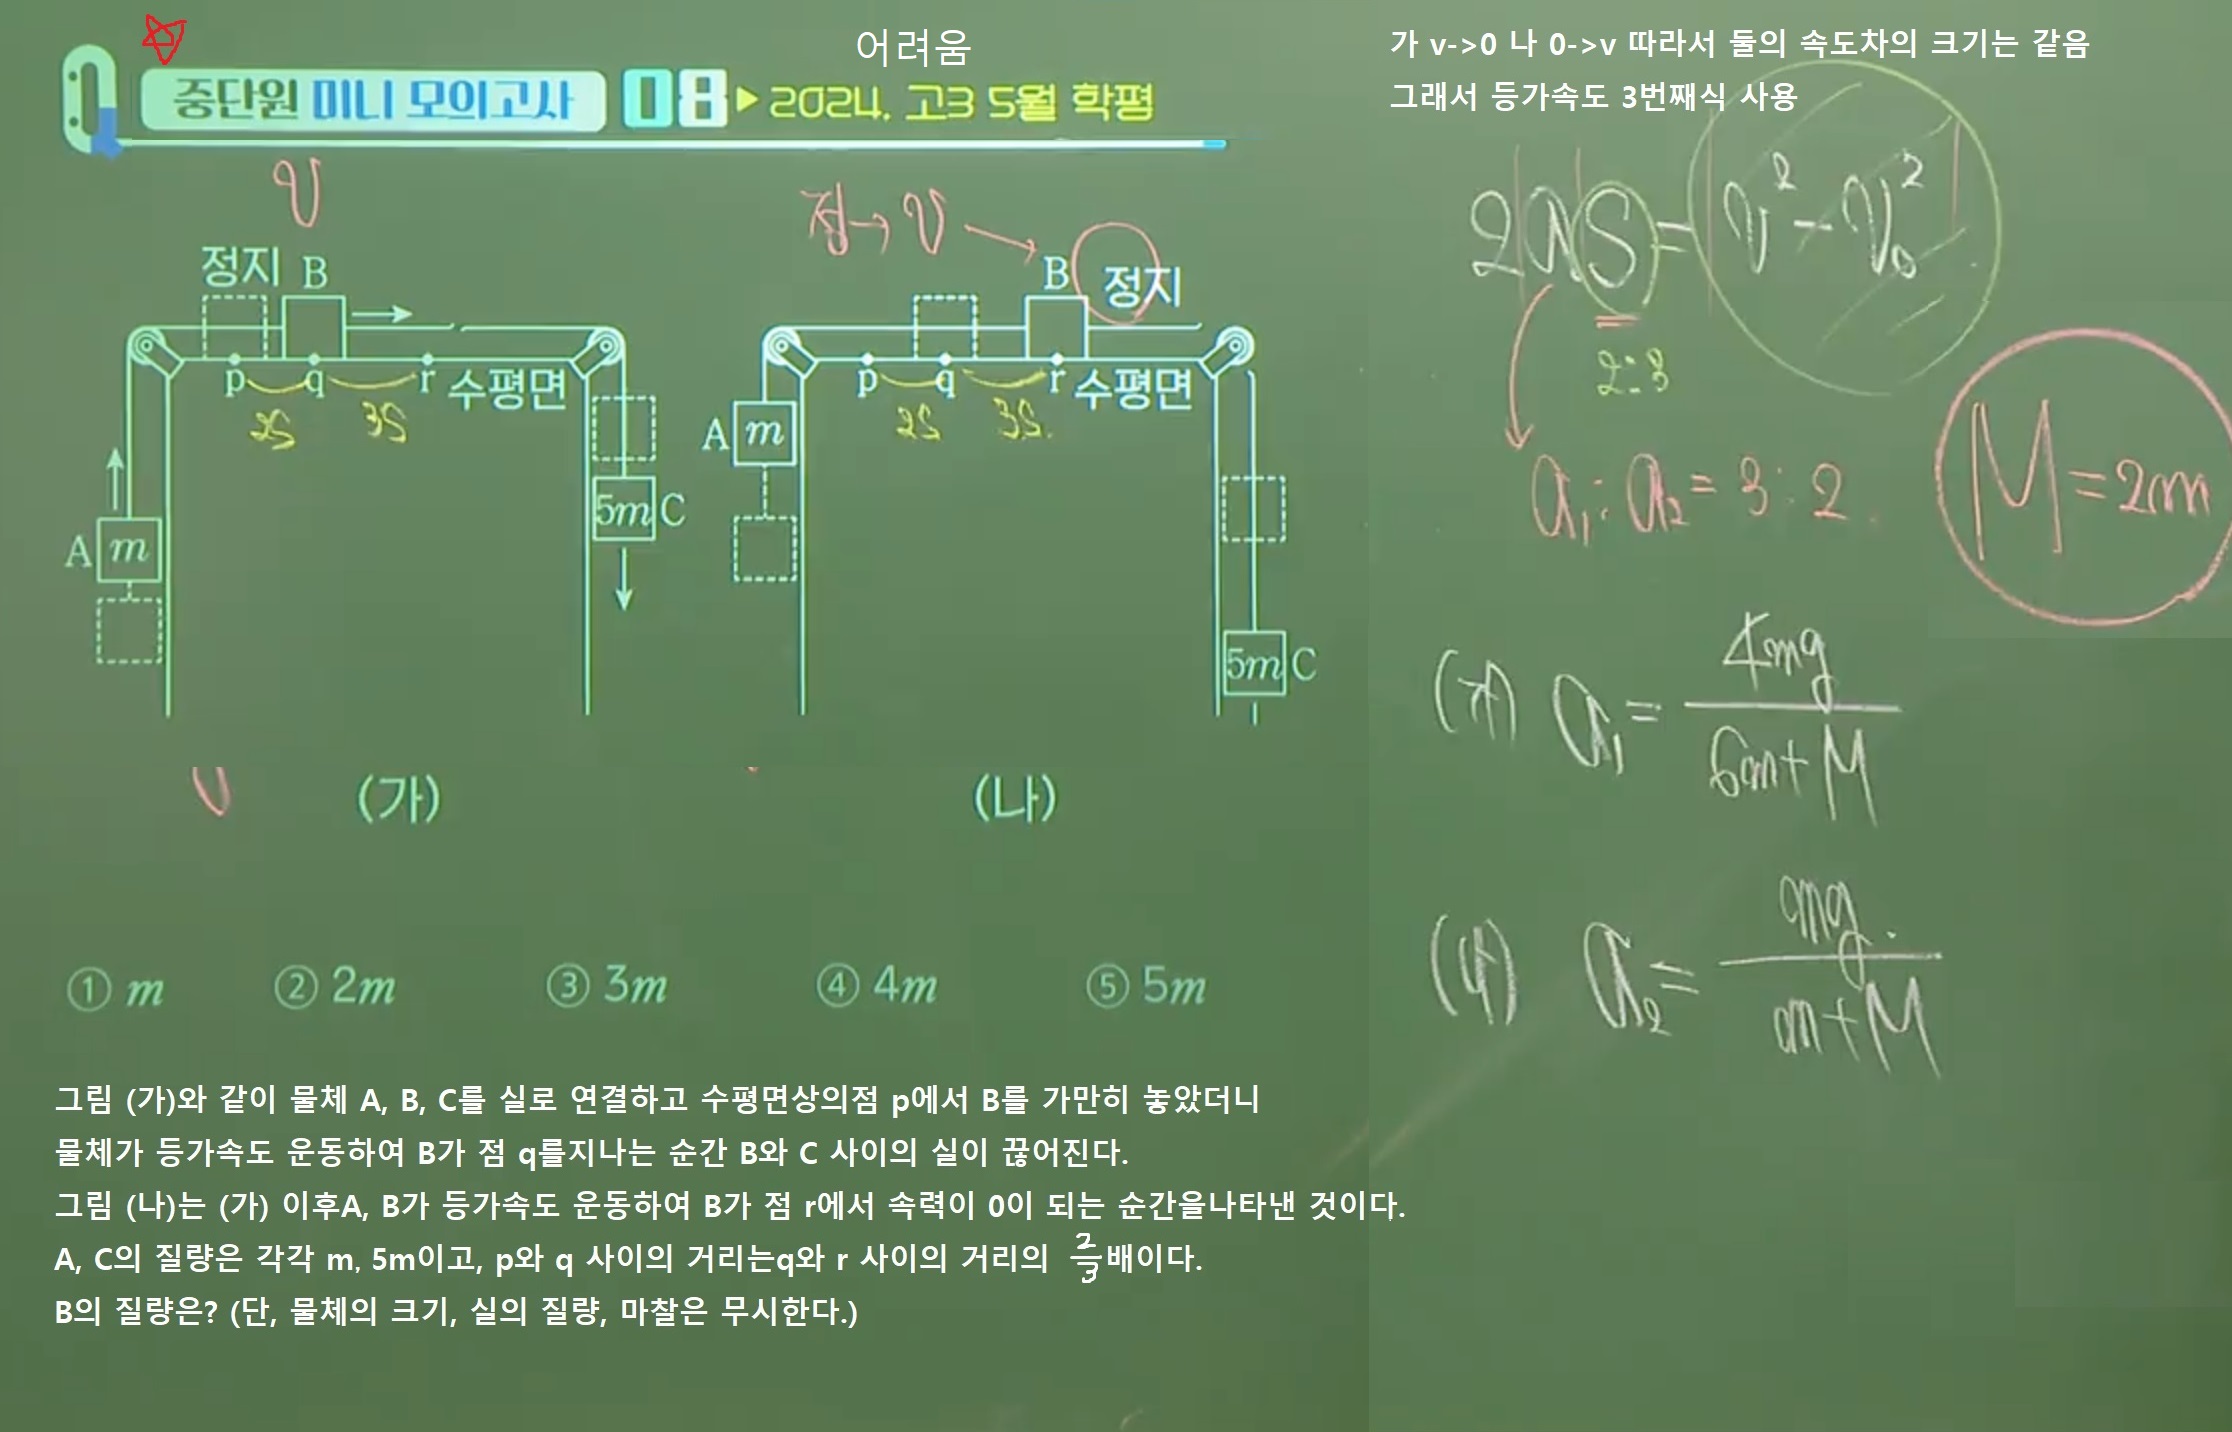 어려움
중단원 미니 모의고사 08 ▶ 2024. 고3 5월 학평
v
정지 B
p q r 수평면
2S 3S
A m
5m C
(가)
정→ v
B 정지
p q r 수평면
2S 3S.
A m
5m C
(나)
① m ② 2m ③ 3m ④ 4m ⑤ 5m
그림 (가)와 같이 물체 A, B, C를 실로 연결하고 수평면상의점 p에서 B를 가만히 놓았더니
물체가 등가속도 운동하여 B가 점 q를지나는 순간 B와 C 사이의 실이 끊어진다.
그림 (나)는 (가) 이후A, B가 등가속도 운동하여 B가 점 r에서 속력이 0이 되는 순간을나타낸 것이다.
A, C의 질량은 각각 m, 5m이고, p와 q 사이의 거리는q와 r 사이의 거리의 2/3배이다.
B의 질량은? (단, 물체의 크기, 실의 질량, 마찰은 무시한다.)
가 v->0 나 0->v 따라서 둘의 속도차의 크기는 같음
그래서 등가속도 3번째식 사용
2aS = v² - v₀²
2:3
a₁ : a₂ = 3 : 2
M = 2m
(가) a₁ = 4mg / 6m+M
(나) a₂ = mg / m+M